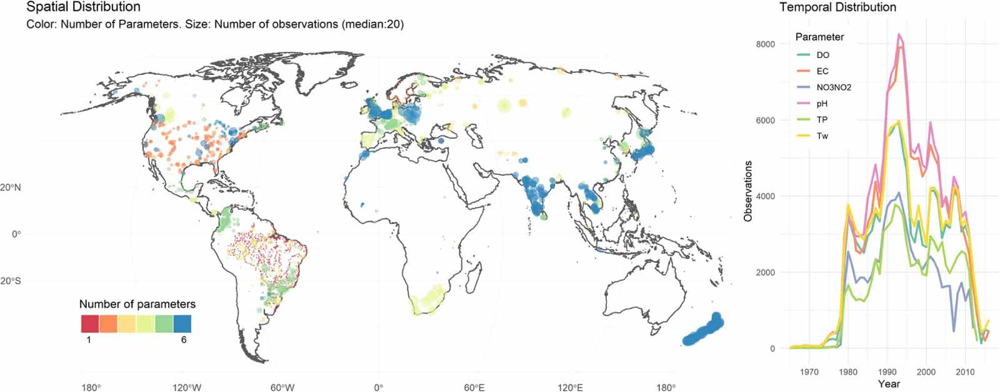 Spatial Distribution
Color: Number of Parameters. Size: Number of observations (median:20)
20°N
0°
20°S
Number of parameters
1 6
180° 120°W 60°W 0° 60°E 120°E 180°
Temporal Distribution
Parameter
DO
EC
NO3NO2
pH
TP
Tw
Observations
8000
6000
4000
2000
0
1970 1980 1990 2000 2010
Year